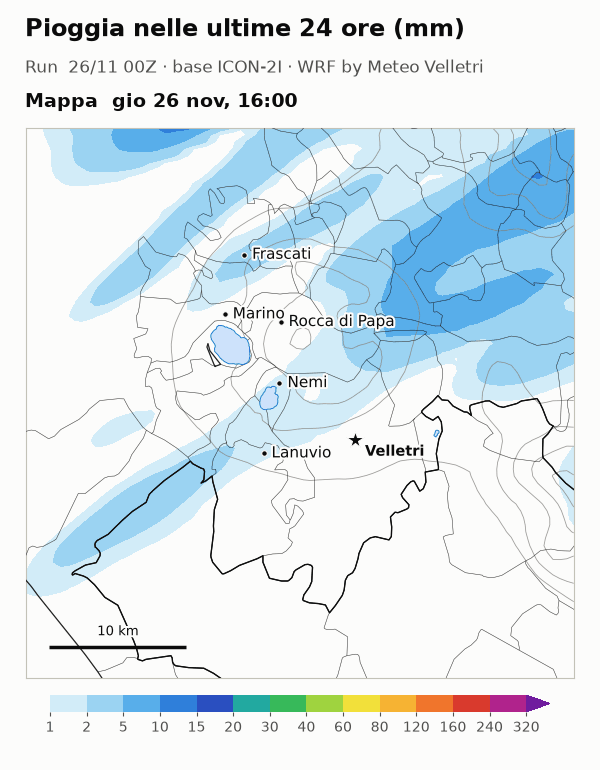 Pioggia nelle ultime 24 ore (mm)
Run  26/11 00Z · base ICON-2I · WRF by Meteo Velletri
Mappa  gio 26 nov, 16:00
Frascati
Marino
Rocca di Papa
Nemi
Velletri
Lanuvio
10 km
1 2 5 10 15 20 30 40 60 80 120 160 240 320